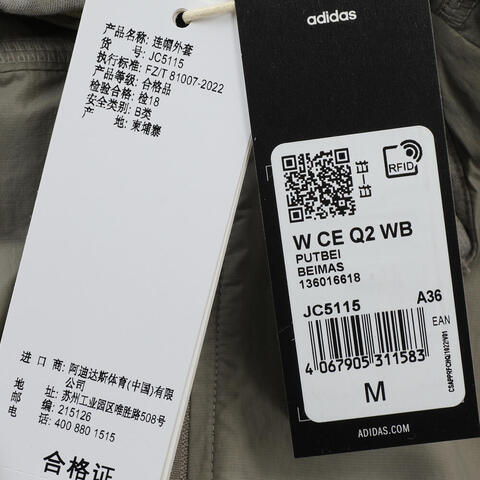 产品名称: 连帽外套
货 号: JC5115
执行标准: FZ/T 81007-2022
产品等级: 合格品
检验合格: 检18
安全类别: B类
产 地: 柬埔寨
进 口 商: 阿迪达斯体育(中国)有限公司
地 址: 苏州工业园区唯胜路508号
邮 编: 215126
电 话: 400 880 1515
合格证
adidas
RFID
W CE Q2 WB
PUTBEI
BEIMAS
136016618
JC5115 A36
EAN
4 067905 311583
M
ADIDAS.COM